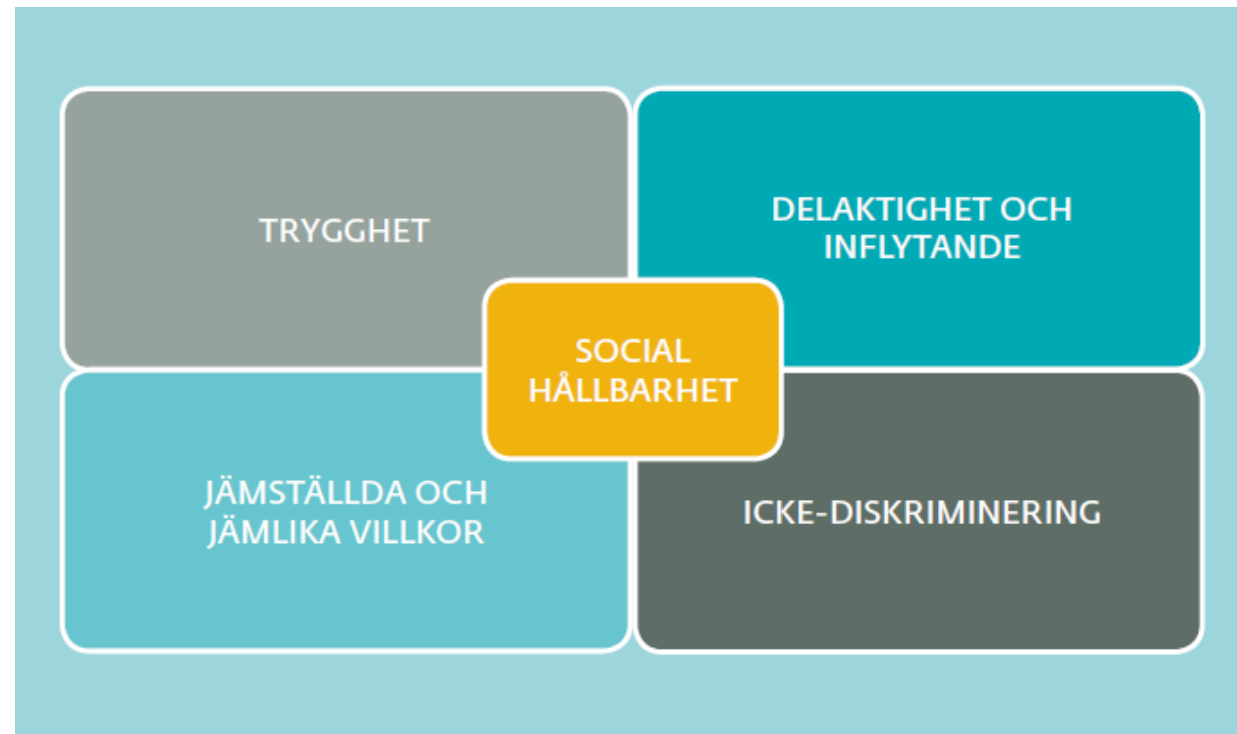 TRYGGHET
DELAKTIGHET OCH
INFLYTANDE
SOCIAL
HÅLLBARHET
JÄMSTÄLLDA OCH
JÄMLIKA VILLKOR
ICKE-DISKRIMINERING